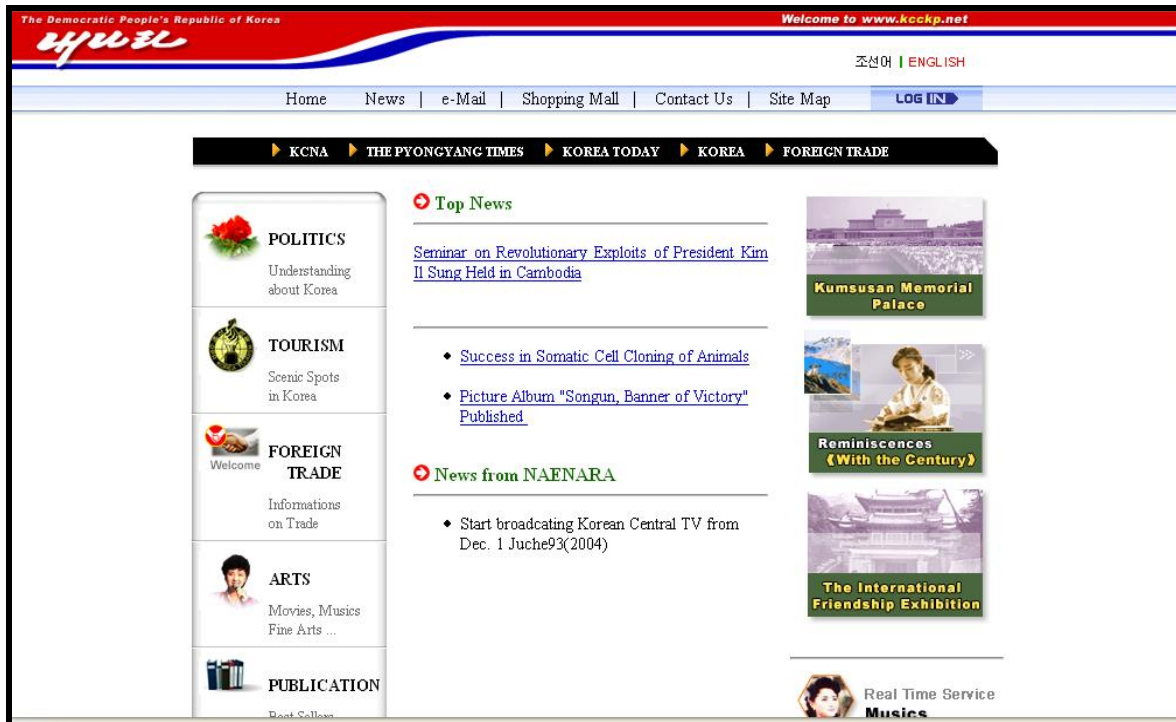 The Democratic People's Republic of Korea
Welcome to www.kcckp.net
내나라
조선어 | ENGLISH
Home News | e-Mail | Shopping Mall | Contact Us | Site Map LOG IN
KCNA THE PYONGYANG TIMES KOREA TODAY KOREA FOREIGN TRADE
POLITICS
Understanding
about Korea
TOURISM
Scenic Spots
in Korea
Welcome
FOREIGN
TRADE
Informations
on Trade
ARTS
Movies, Musics
Fine Arts ...
PUBLICATION
Best Sellers
Top News
Seminar on Revolutionary Exploits of President Kim
Il Sung Held in Cambodia
Success in Somatic Cell Cloning of Animals
Picture Album "Songun, Banner of Victory"
Published
News from NAENARA
Start broadcating Korean Central TV from
Dec. 1 Juche93(2004)
Kumsusan Memorial
Palace
Reminiscences
《With the Century》
The International
Friendship Exhibition
Real Time Service
Musics